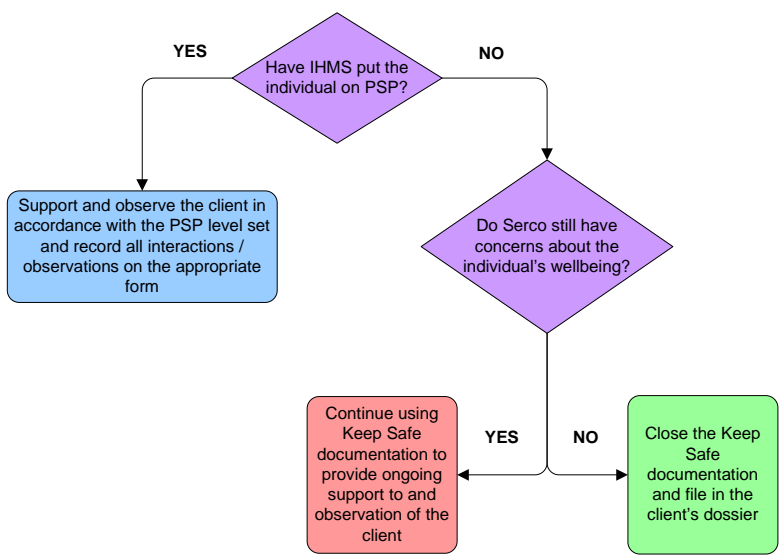 YES
Have IHMS put the
individual on PSP?
NO
Support and observe the client in
accordance with the PSP level set
and record all interactions /
observations on the appropriate
form
Do Serco still have
concerns about the
individual's wellbeing?
Continue using
Keep Safe
documentation to
provide ongoing
support to and
observation of the
client
YES
NO
Close the Keep
Safe
documentation
and file in the
client's dossier